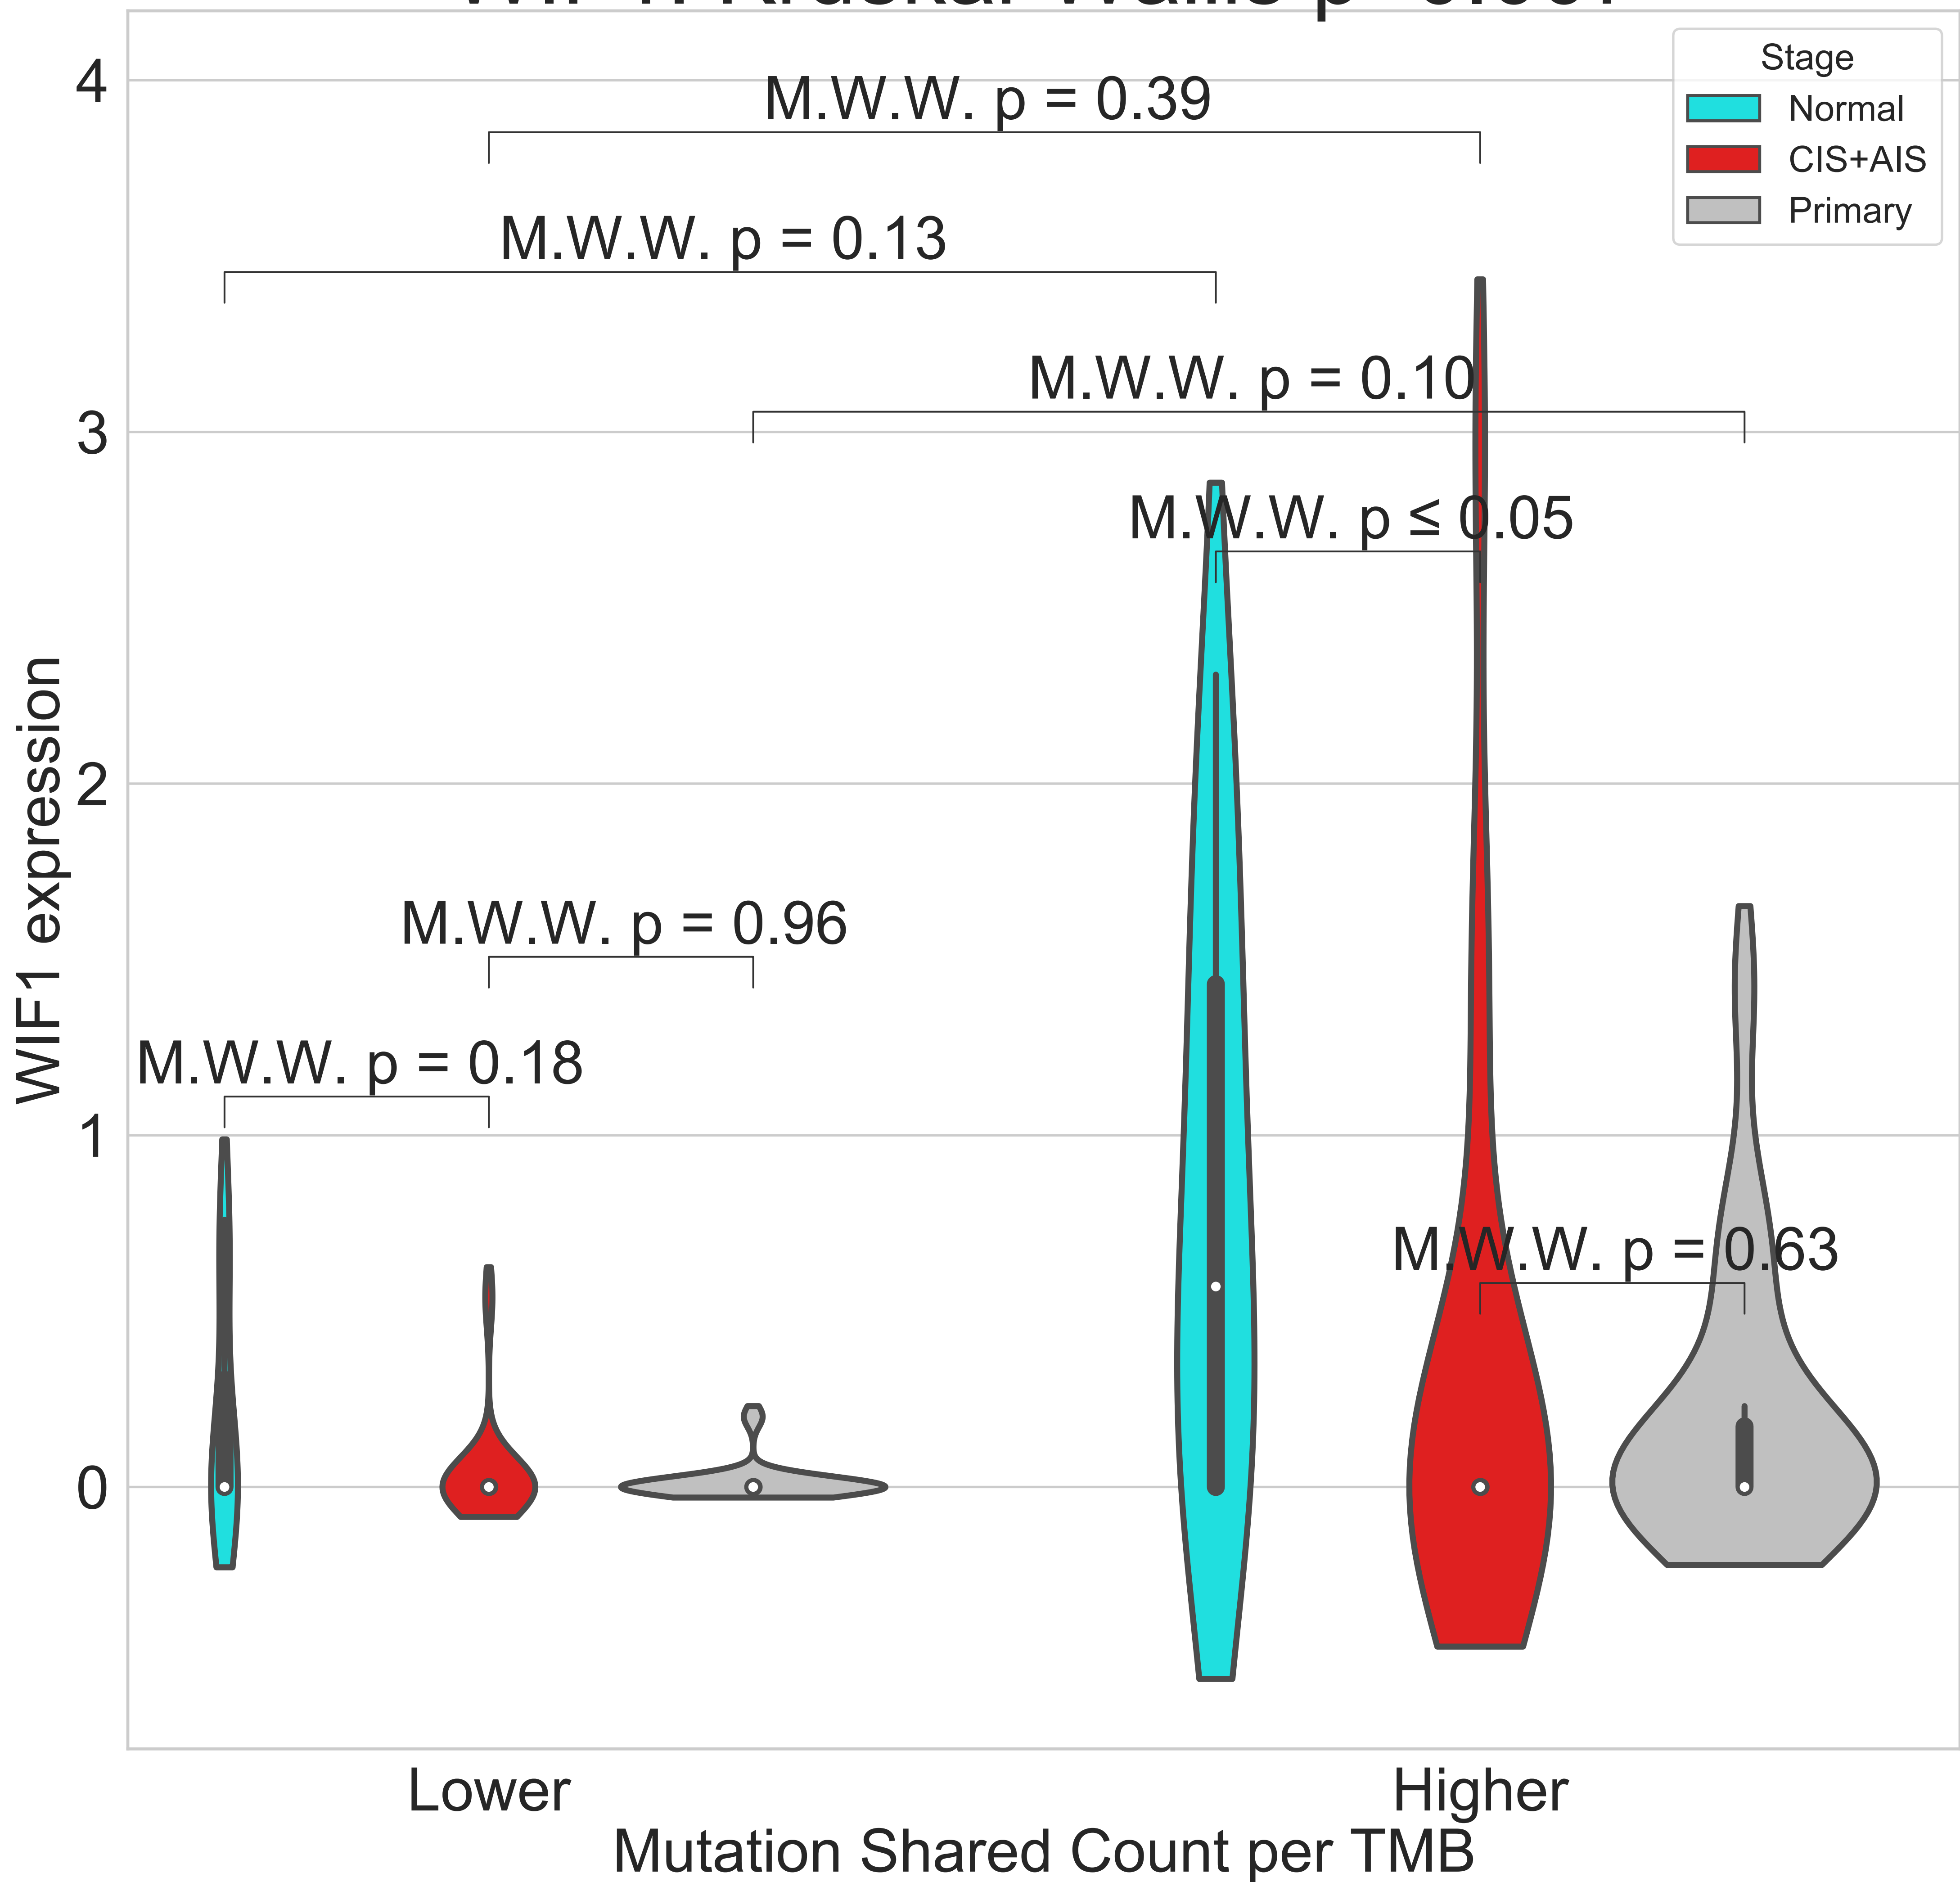 Stage
Normal
CIS+AIS
Primary
M.W.W. p = 0.39
M.W.W. p = 0.13
M.W.W. p = 0.10
M.W.W. p ≤ 0.05
M.W.W. p = 0.96
M.W.W. p = 0.18
M.W.W. p = 0.63
4
3
2
1
0
WIF1 expression
Lower
Higher
Mutation Shared Count per TMB